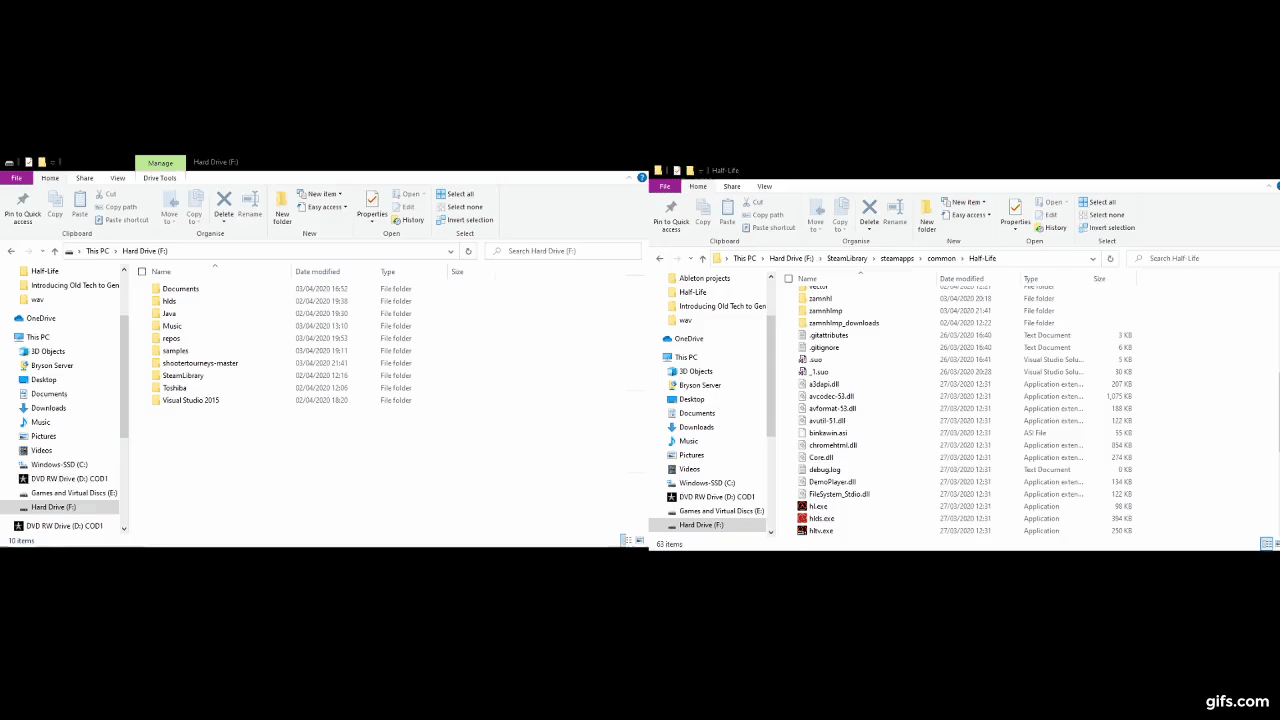 Manage
Hard Drive (F:)
File
Home
Share
View
Drive Tools
Pin to Quick access
Copy
Paste
Cut
Copy path
Paste shortcut
Clipboard
Move to
Copy to
Delete
Rename
Organise
New folder
New item
Easy access
New
Properties
Open
Edit
History
Open
Select all
Select none
Invert selection
Select
This PC
Hard Drive (F:)
Search Hard Drive (F:)
Half-Life
Introducing Old Tech to Gen
wav
OneDrive
This PC
3D Objects
Bryson Server
Desktop
Documents
Downloads
Music
Pictures
Videos
Windows-SSD (C:)
DVD RW Drive (D:) COD1
Games and Virtual Discs (E:)
Hard Drive (F:)
DVD RW Drive (D:) COD1
Name Date modified Type Size
Documents 03/04/2020 16:52 File folder
hlds 02/04/2020 19:38 File folder
Java 02/04/2020 19:30 File folder
Music 03/04/2020 13:10 File folder
repos 03/04/2020 19:53 File folder
samples 03/04/2020 19:11 File folder
shootertourneys-master 03/04/2020 21:41 File folder
SteamLibrary 02/04/2020 12:16 File folder
Toshiba 02/04/2020 12:06 File folder
Visual Studio 2015 02/04/2020 18:20 File folder
10 items
Half-Life
File
Home
Share
View
Pin to Quick access
Copy
Paste
Cut
Copy path
Paste shortcut
Clipboard
Move to
Copy to
Delete
Rename
Organise
New folder
New item
Easy access
New
Properties
Open
Edit
History
Open
Select all
Select none
Invert selection
Select
This PC
Hard Drive (F:)
SteamLibrary
steamapps
common
Half-Life
Search Half-Life
Ableton projects
Half-Life
Introducing Old Tech to Gen
wav
OneDrive
This PC
3D Objects
Bryson Server
Desktop
Documents
Downloads
Music
Pictures
Videos
Windows-SSD (C:)
DVD RW Drive (D:) COD1
Games and Virtual Discs (E:)
Hard Drive (F:)
Name Date modified Type Size
zamnhl 03/04/2020 20:18 File folder
zamnhlmp 03/04/2020 21:41 File folder
zamnhlmp_downloads 02/04/2020 12:22 File folder
.gitattributes 26/03/2020 16:40 Text Document 3 KB
.gitignore 26/03/2020 16:40 Text Document 6 KB
.suo 26/03/2020 16:41 Visual Studio Solu... 5 KB
_1.suo 26/03/2020 20:28 Visual Studio Solu... 30 KB
a3dapi.dll 27/03/2020 12:31 Application exten... 207 KB
avcodec-53.dll 27/03/2020 12:31 Application exten... 1,075 KB
avformat-53.dll 27/03/2020 12:31 Application exten... 188 KB
avutil-51.dll 27/03/2020 12:31 Application exten... 122 KB
binkawin.asi 27/03/2020 12:31 ASI File 55 KB
chromehtml.dll 27/03/2020 12:31 Application exten... 854 KB
Core.dll 27/03/2020 12:31 Application exten... 274 KB
debug.log 27/03/2020 12:31 Text Document 0 KB
DemoPlayer.dll 27/03/2020 12:31 Application exten... 134 KB
FileSystem_Stdio.dll 27/03/2020 12:31 Application exten... 122 KB
hl.exe 27/03/2020 12:31 Application 98 KB
hlds.exe 27/03/2020 12:31 Application 394 KB
hltv.exe 27/03/2020 12:31 Application 250 KB
63 items
gifs.com